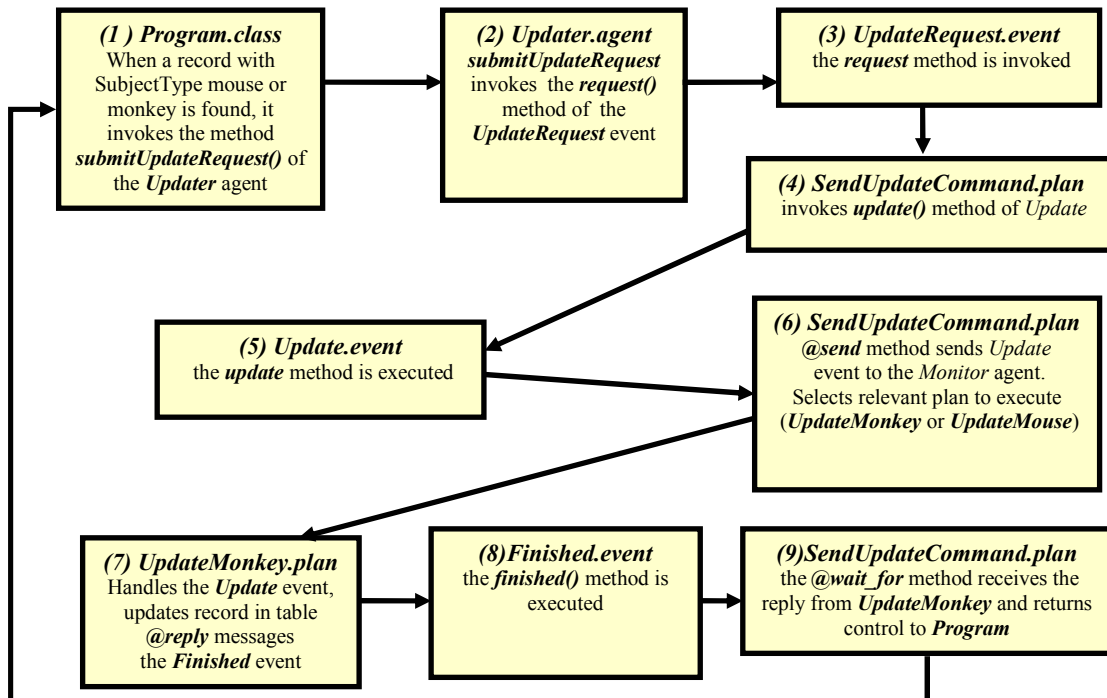 (1 ) Program.class
When a record with
SubjectType mouse or
monkey is found, it
invokes the method
submitUpdateRequest() of
the Updater agent
(2) Updater.agent
submitUpdateRequest
invokes the request()
method of the
UpdateRequest event
(3) UpdateRequest.event
the request method is invoked
(4) SendUpdateCommand.plan
invokes update() method of Update
(5) Update.event
the update method is executed
(6) SendUpdateCommand.plan
@send method sends Update
event to the Monitor agent.
Selects relevant plan to execute
(UpdateMonkey or UpdateMouse)
(7) UpdateMonkey.plan
Handles the Update event,
updates record in table
@reply messages
the Finished event
(8)Finished.event
the finished() method is
executed
(9)SendUpdateCommand.plan
the @wait_for method receives the
reply from UpdateMonkey and returns
control to Program